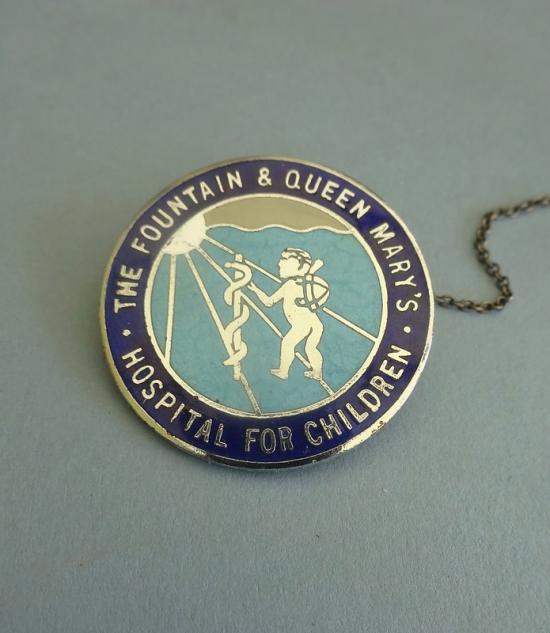 THE FOUNTAIN & QUEEN MARY'S
HOSPITAL FOR CHILDREN